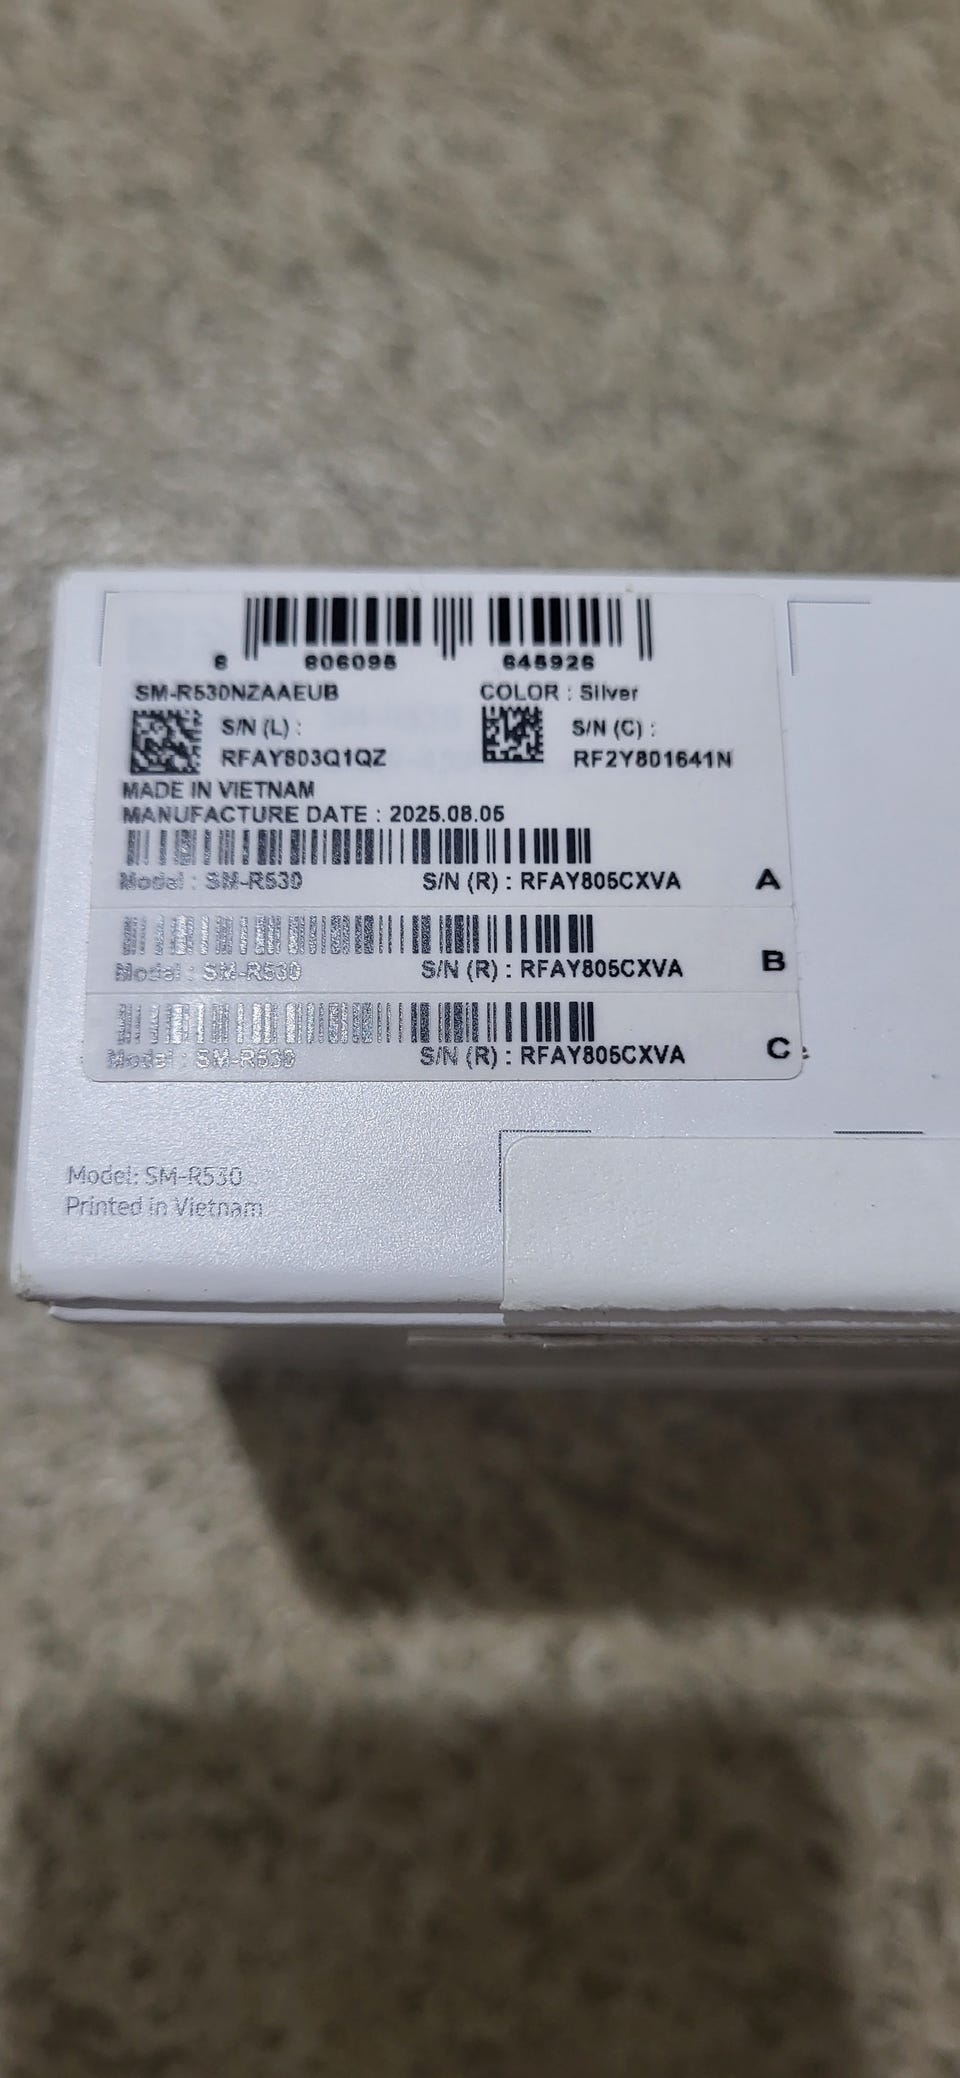 8 806095 645926
SM-R530NZAAEUB COLOR : Silver
S/N (L) : S/N (C) :
RFAY803Q1QZ RF2Y801641N
MADE IN VIETNAM
MANUFACTURE DATE : 2025.08.05
Model : SM-R530 S/N (R) : RFAY805CXVA A
Model : SM-R530 S/N (R) : RFAY805CXVA B
Model : SM-R530 S/N (R) : RFAY805CXVA C
Model: SM-R530
Printed in Vietnam